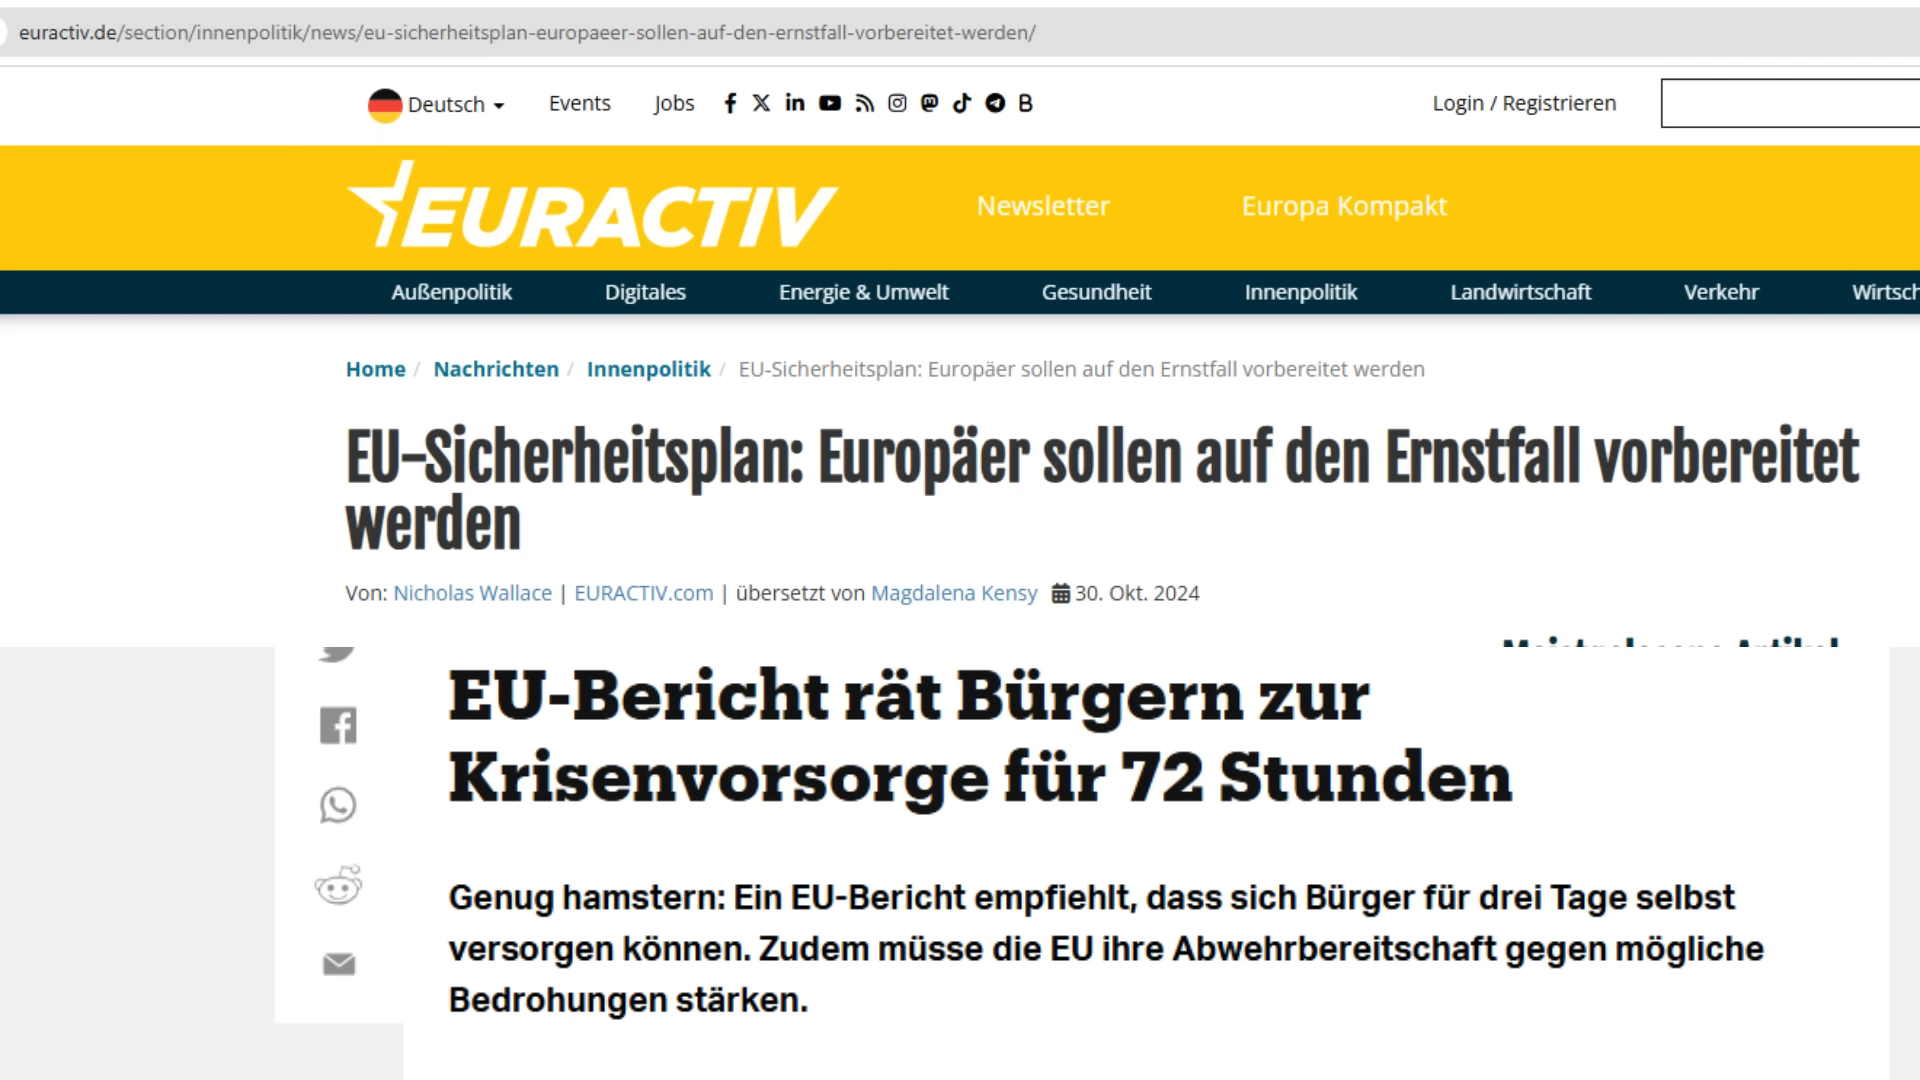 euractiv.de/section/innenpolitik/news/eu-sicherheitsplan-europaeer-sollen-auf-den-ernstfall-vorbereitet-werden/
Deutsch Events Jobs B Login / Registrieren
EURACTIV Newsletter Europa Kompakt
Außenpolitik Digitales Energie & Umwelt Gesundheit Innenpolitik Landwirtschaft Verkehr Wirtsch
Home / Nachrichten / Innenpolitik / EU-Sicherheitsplan: Europäer sollen auf den Ernstfall vorbereitet werden
EU-Sicherheitsplan: Europäer sollen auf den Ernstfall vorbereitet
werden
Von: Nicholas Wallace | EURACTIV.com | übersetzt von Magdalena Kensy 30. Okt. 2024
EU-Bericht rät Bürgern zur
Krisenvorsorge für 72 Stunden
Genug hamstern: Ein EU-Bericht empfiehlt, dass sich Bürger für drei Tage selbst
versorgen können. Zudem müsse die EU ihre Abwehrbereitschaft gegen mögliche
Bedrohungen stärken.